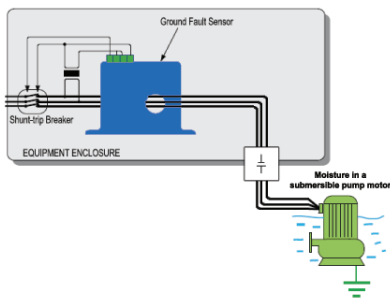 Ground Fault Sensor
Shunt-trip Breaker
EQUIPMENT ENCLOSURE
Moisture in a
submersible pump motor